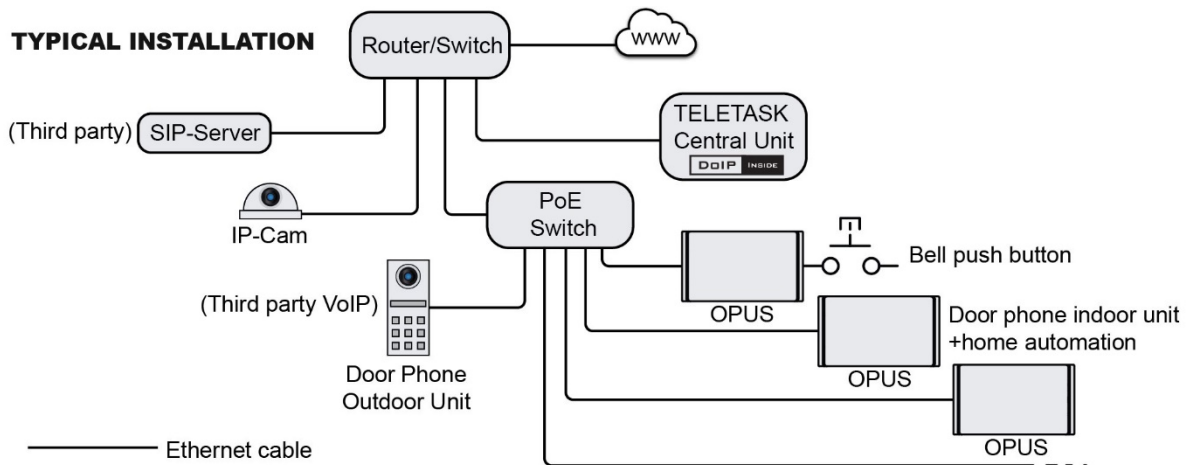 TYPICAL INSTALLATION
Router/Switch
WWW
(Third party)
SIP-Server
TELETASK
Central Unit
DoIP INSIDE
IP-Cam
PoE
Switch
Bell push button
OPUS
(Third party VoIP)
Door phone indoor unit
+home automation
OPUS
Door Phone
Outdoor Unit
OPUS
Ethernet cable